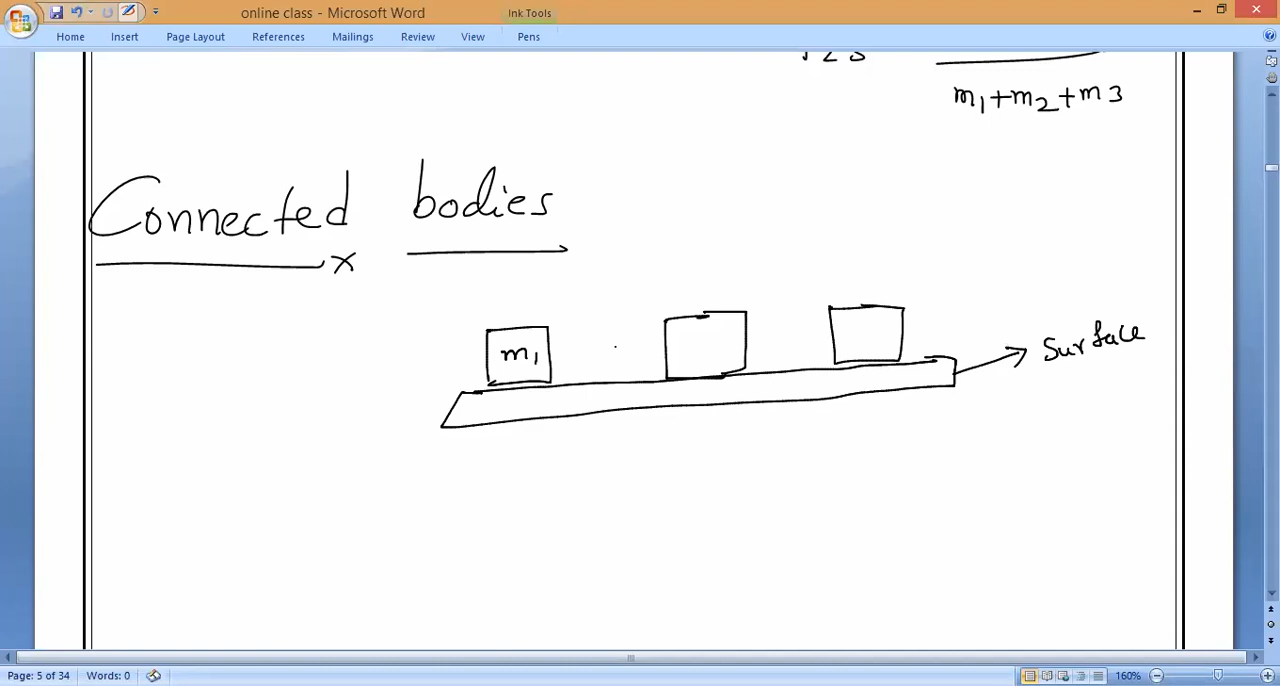 online class - Microsoft Word
Ink Tools
Home Insert Page Layout References Mailings Review View Pens
m1+m2+m3
Connected bodies
m1
Surface
Page: 5 of 34 Words: 0
160%